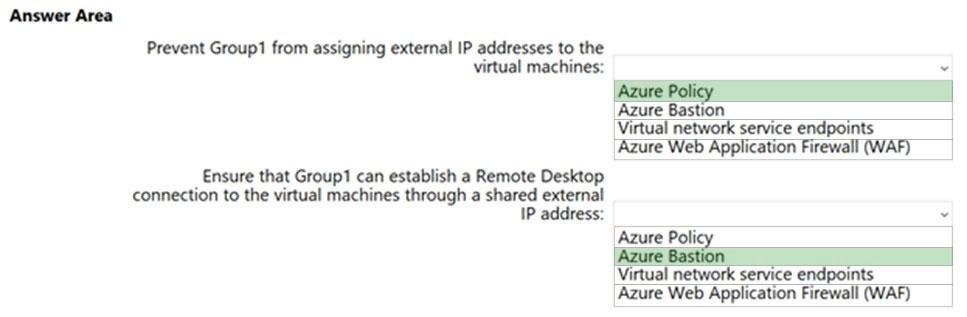 Answer Area
Prevent Group1 from assigning external IP addresses to the
virtual machines:
Azure Policy
Azure Bastion
Virtual network service endpoints
Azure Web Application Firewall (WAF)
Ensure that Group1 can establish a Remote Desktop
connection to the virtual machines through a shared external
IP address:
Azure Policy
Azure Bastion
Virtual network service endpoints
Azure Web Application Firewall (WAF)